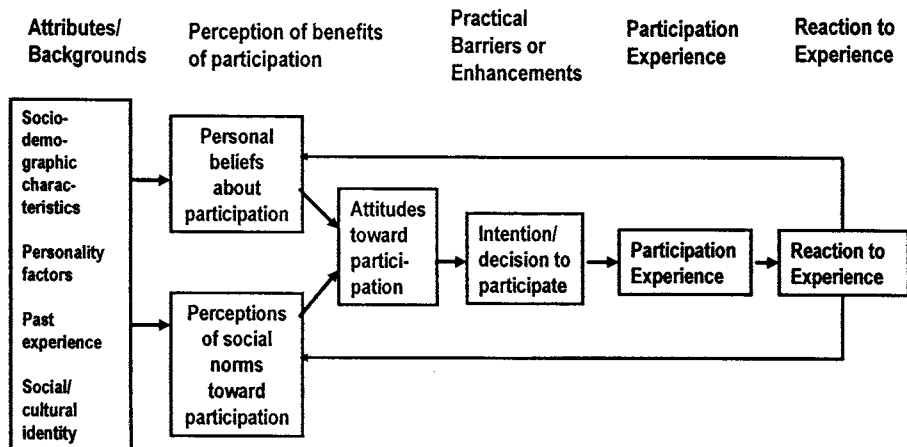 Attributes/
Backgrounds
Perception of benefits
of participation
Practical
Barriers or
Enhancements
Participation
Experience
Reaction to
Experience
Socio-
demo-
graphic
charac-
teristics
Personality
factors
Past
experience
Social/
cultural
identity
Personal
beliefs
about
participation
Perceptions
of social
norms
toward
participation
Attitudes
toward
partici-
pation
Intention/
decision to
participate
Participation
Experience
Reaction to
Experience